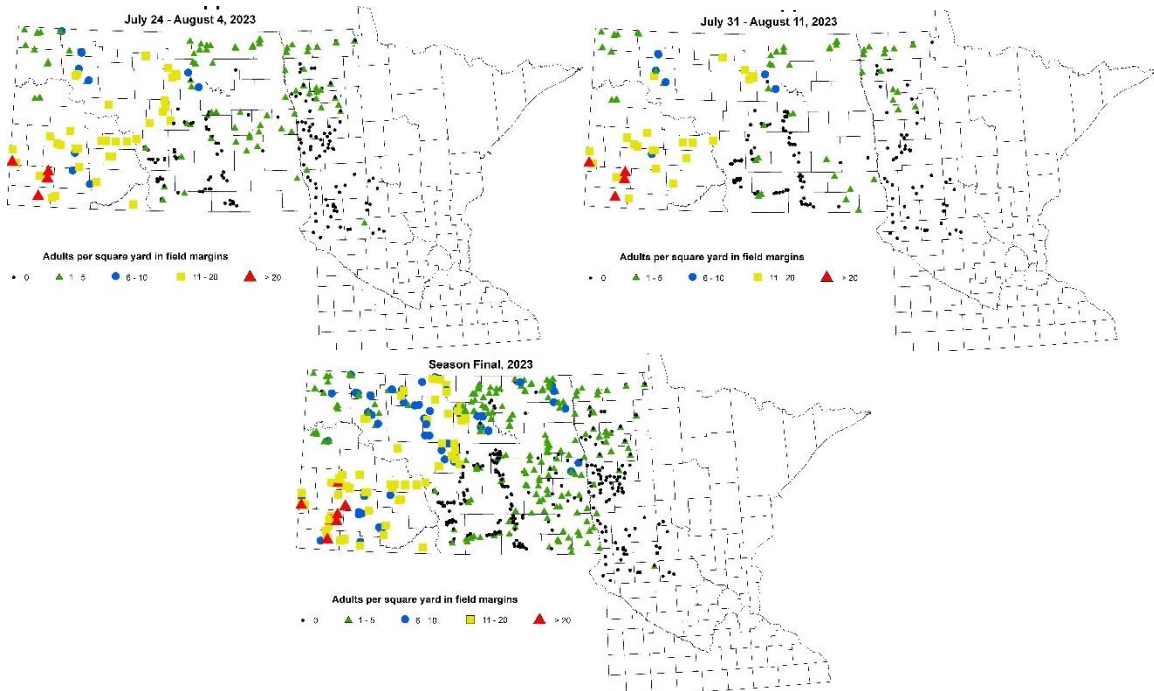 July 24 - August 4, 2023
Adults per square yard in field margins
0 1 - 5 6 - 10 11 - 20 > 20
July 31 - August 11, 2023
Adults per square yard in field margins
0 1 - 5 6 - 10 11 - 20 > 20
Season Final, 2023
Adults per square yard in field margins
0 1 - 5 6 - 10 11 - 20 > 20